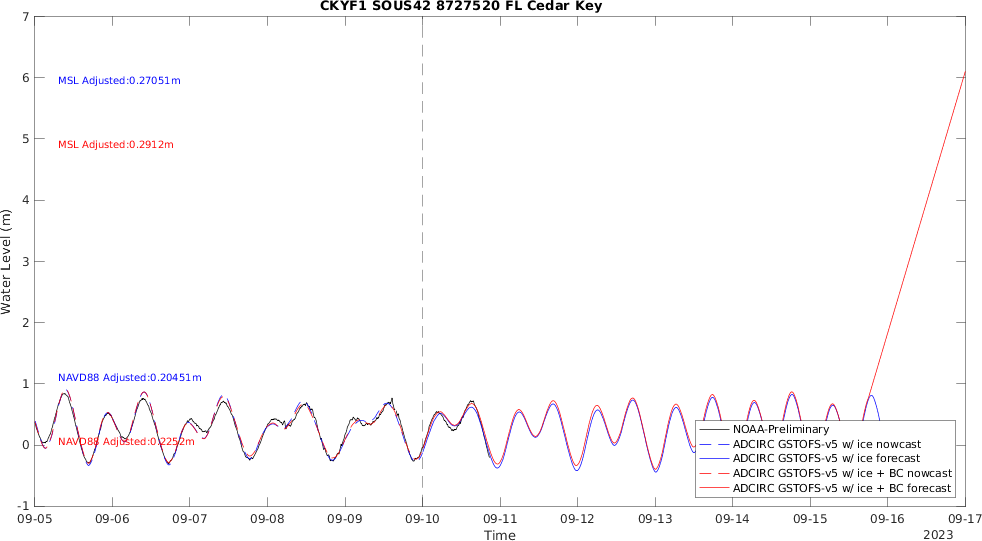 CKYF1 SOUS42 8727520 FL Cedar Key
7
6
5
4
3
2
1
0
-1
Water Level (m)
MSL Adjusted:0.27051m
MSL Adjusted:0.2912m
NAVD88 Adjusted:0.20451m
NAVD88 Adjusted:0.2252m
NOAA-Preliminary
ADCIRC GSTOFS-v5 w/ ice nowcast
ADCIRC GSTOFS-v5 w/ ice forecast
ADCIRC GSTOFS-v5 w/ ice + BC nowcast
ADCIRC GSTOFS-v5 w/ ice + BC forecast
09-05 09-06 09-07 09-08 09-09 09-10 09-11 09-12 09-13 09-14 09-15 09-16 09-17
Time
2023